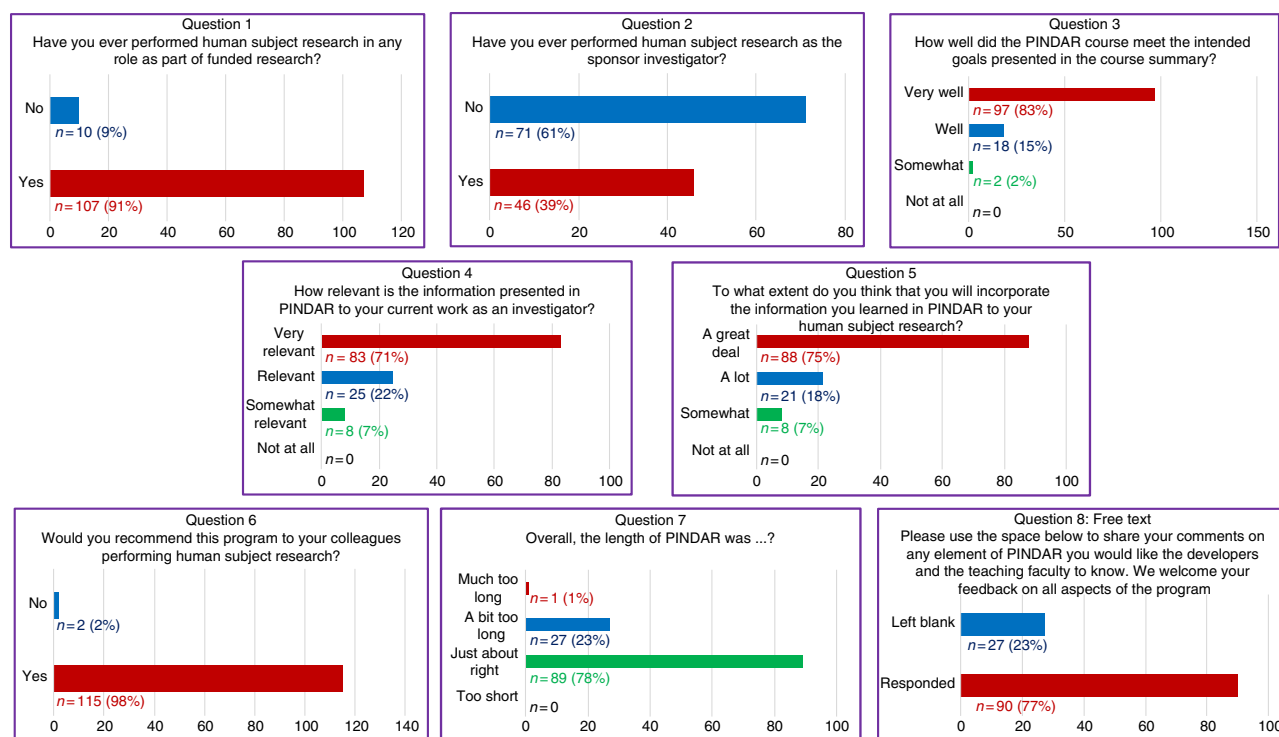 Question 1
Have you ever performed human subject research in any
role as part of funded research?
No
n=10 (9%)
Yes
n=107 (91%)
0 20 40 60 80 100 120
Question 2
Have you ever performed human subject research as the
sponsor investigator?
No
n=71 (61%)
Yes
n=46 (39%)
0 20 40 60 80
Question 3
How well did the PINDAR course meet the intended
goals presented in the course summary?
Very well
n=97 (83%)
Well
n=18 (15%)
Somewhat
n=2 (2%)
Not at all
n=0
0 50 100 150
Question 4
How relevant is the information presented in
PINDAR to your current work as an investigator?
Very
relevant
n=83 (71%)
Relevant
n=25 (22%)
Somewhat
relevant
n=8 (7%)
Not at all
n=0
0 20 40 60 80 100
Question 5
To what extent do you think that you will incorporate
the information you learned in PINDAR to your
human subject research?
A great
deal
n=88 (75%)
A lot
n=21 (18%)
Somewhat
n=8 (7%)
Not at all
n=0
0 20 40 60 80 100
Question 6
Would you recommend this program to your colleagues
performing human subject research?
No
n=2 (2%)
Yes
n=115 (98%)
0 20 40 60 80 100 120 140
Question 7
Overall, the length of PINDAR was ...?
Much too
long
n=1 (1%)
A bit too
long
n=27 (23%)
Just about
right
n=89 (78%)
Too short
n=0
0 20 40 60 80 100
Question 8: Free text
Please use the space below to share your comments on
any element of PINDAR you would like the developers
and the teaching faculty to know. We welcome your
feedback on all aspects of the program
Left blank
n=27 (23%)
Responded
n=90 (77%)
0 20 40 60 80 100